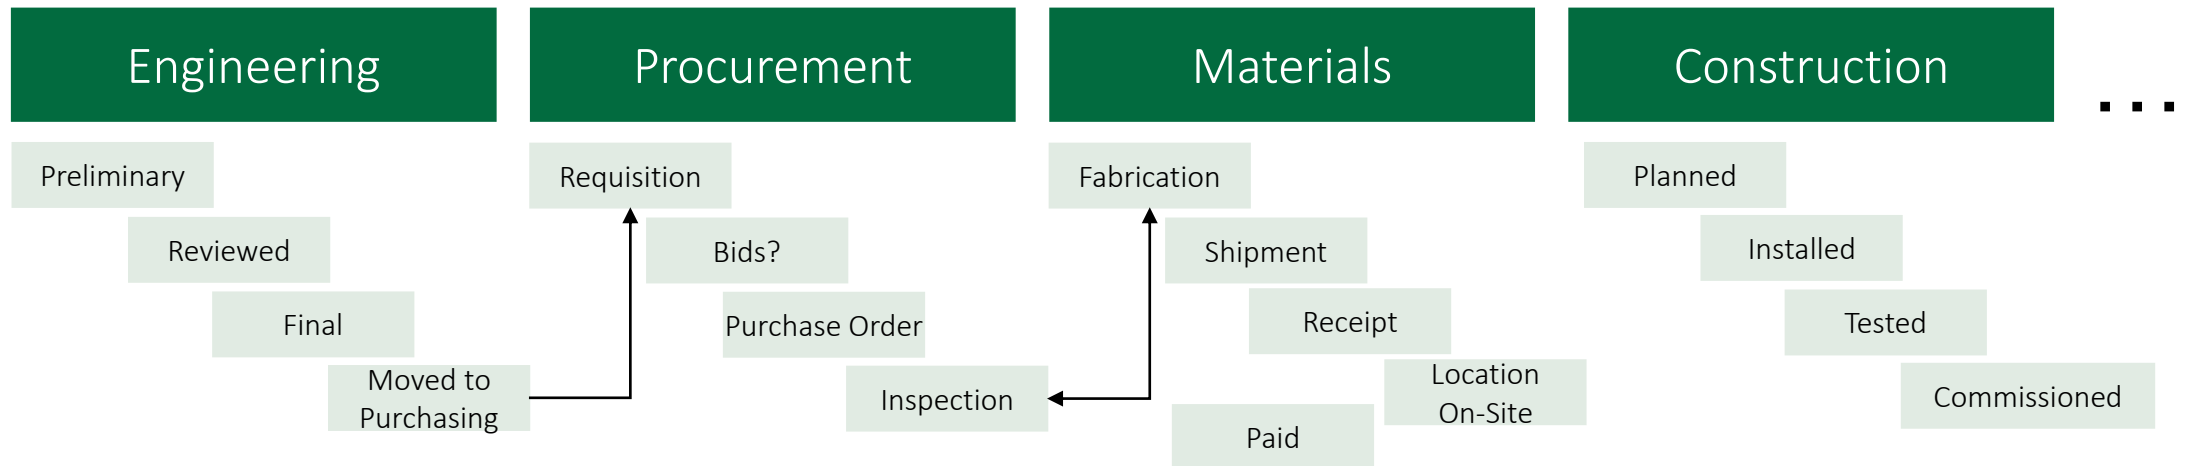 Engineering
Preliminary
Reviewed
Final
Moved to
Purchasing
Procurement
Requisition
Bids?
Purchase Order
Inspection
Materials
Fabrication
Shipment
Receipt
Location
On-Site
Paid
Construction
Planned
Installed
Tested
Commissioned
...